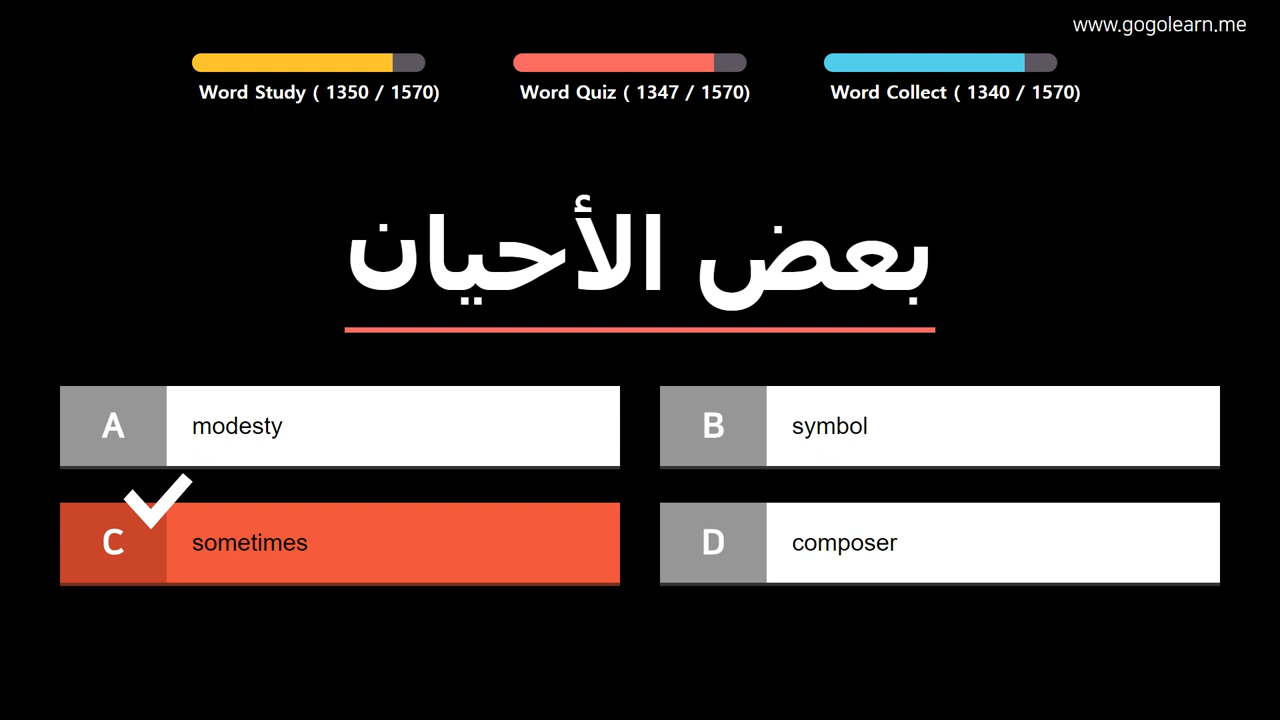 www.gogolearn.me
Word Study ( 1350 / 1570)
Word Quiz ( 1347 / 1570)
Word Collect ( 1340 / 1570)
بعض الأحيان
A
modesty
B
symbol
C
sometimes
D
composer